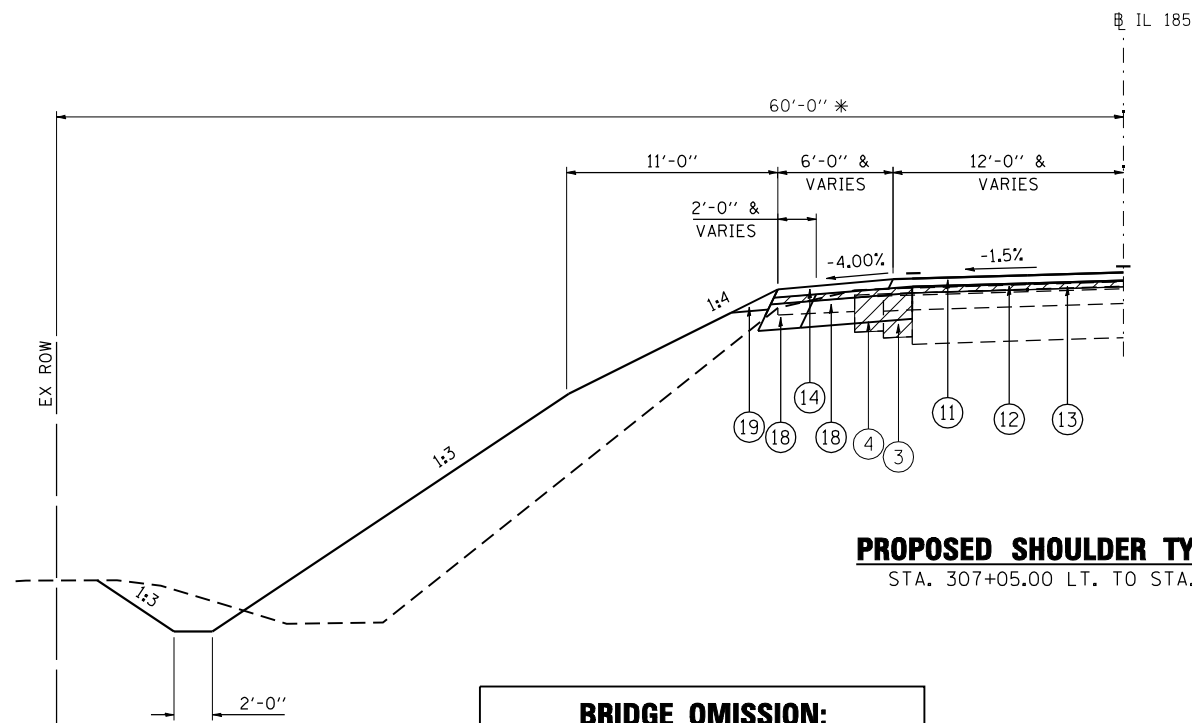 ℄ IL 185
60'-0'' *
11'-0''
6'-0'' &
VARIES
12'-0'' &
VARIES
2'-0'' &
VARIES
-4.00%
-1.5%
1:4
EX ROW
14
19
18
18
4
3
11
12
13
1:3
1:3
PROPOSED SHOULDER TY
STA. 307+05.00 LT. TO STA.
2'-0''
BRIDGE OMISSION: